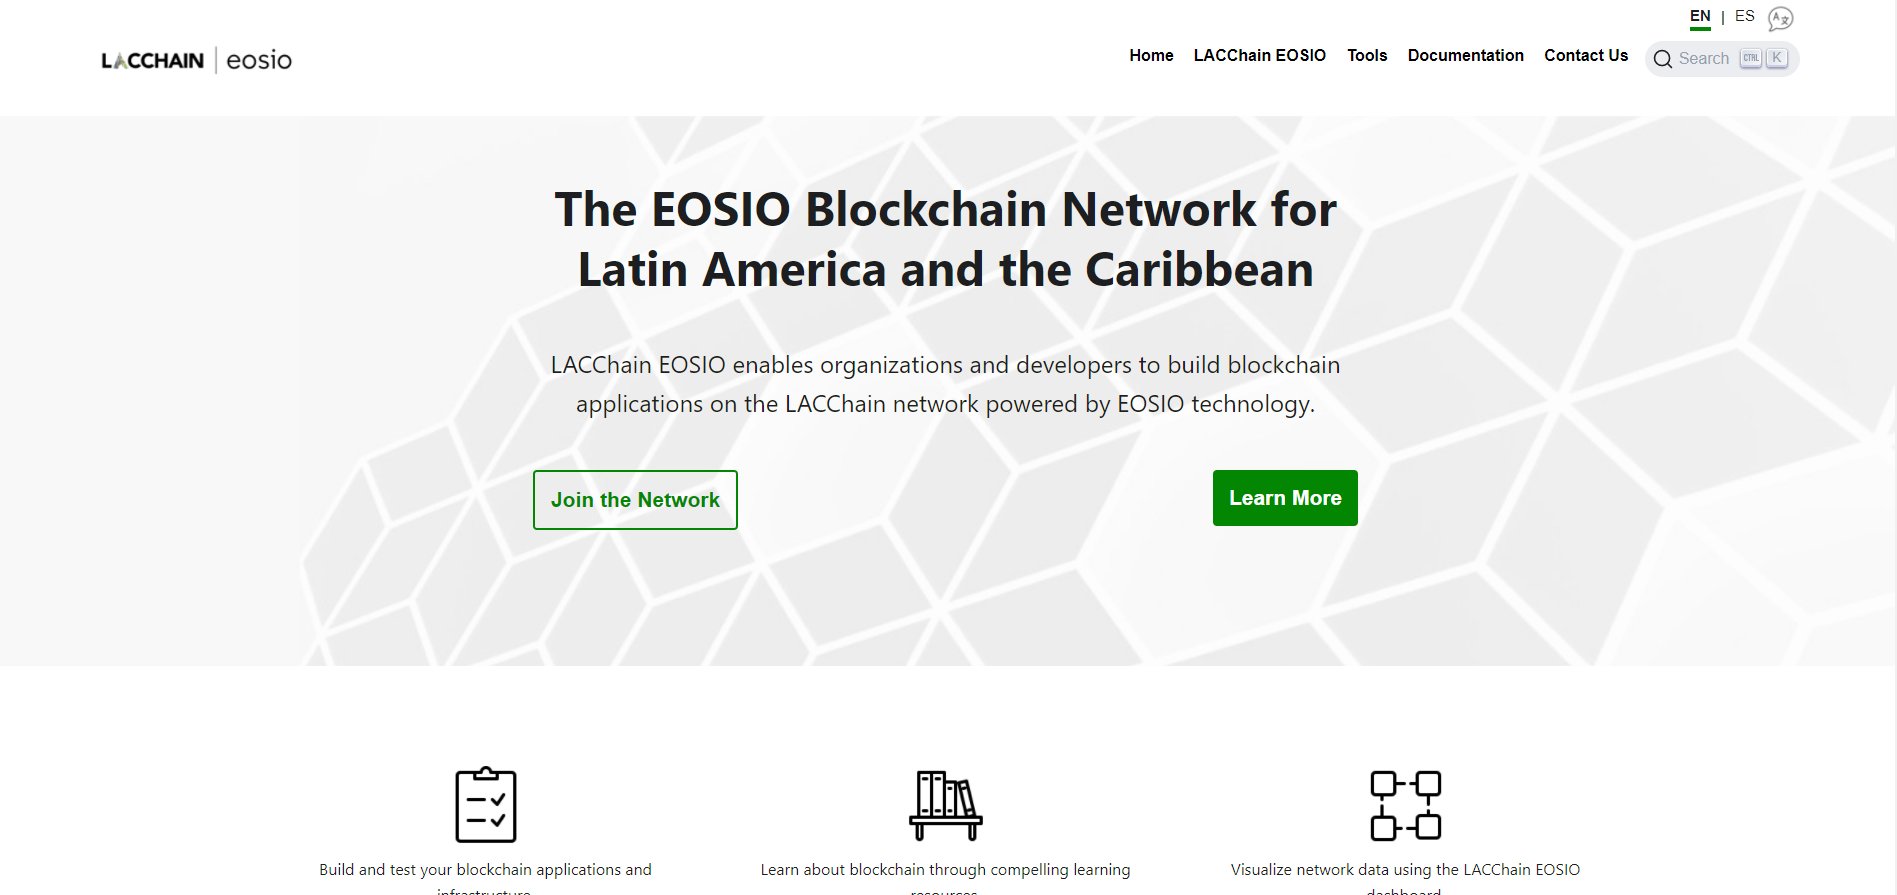 EN | ES
LACCHAIN | eosio
Home LACChain EOSIO Tools Documentation Contact Us Search CTRL K
The EOSIO Blockchain Network for
Latin America and the Caribbean
LACChain EOSIO enables organizations and developers to build blockchain
applications on the LACChain network powered by EOSIO technology.
Join the Network
Learn More
Build and test your blockchain applications and
infrastructure
Learn about blockchain through compelling learning
resources
Visualize network data using the LACChain EOSIO
dashboard